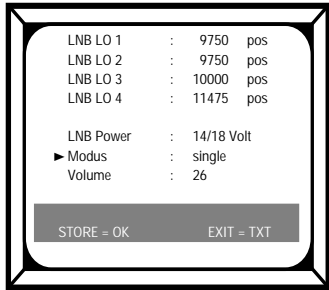 LNB LO 1 : 9750 pos
LNB LO 2 : 9750 pos
LNB LO 3 : 10000 pos
LNB LO 4 : 11475 pos
LNB Power : 14/18 Volt
► Modus : single
Volume : 26
STORE = OK EXIT = TXT